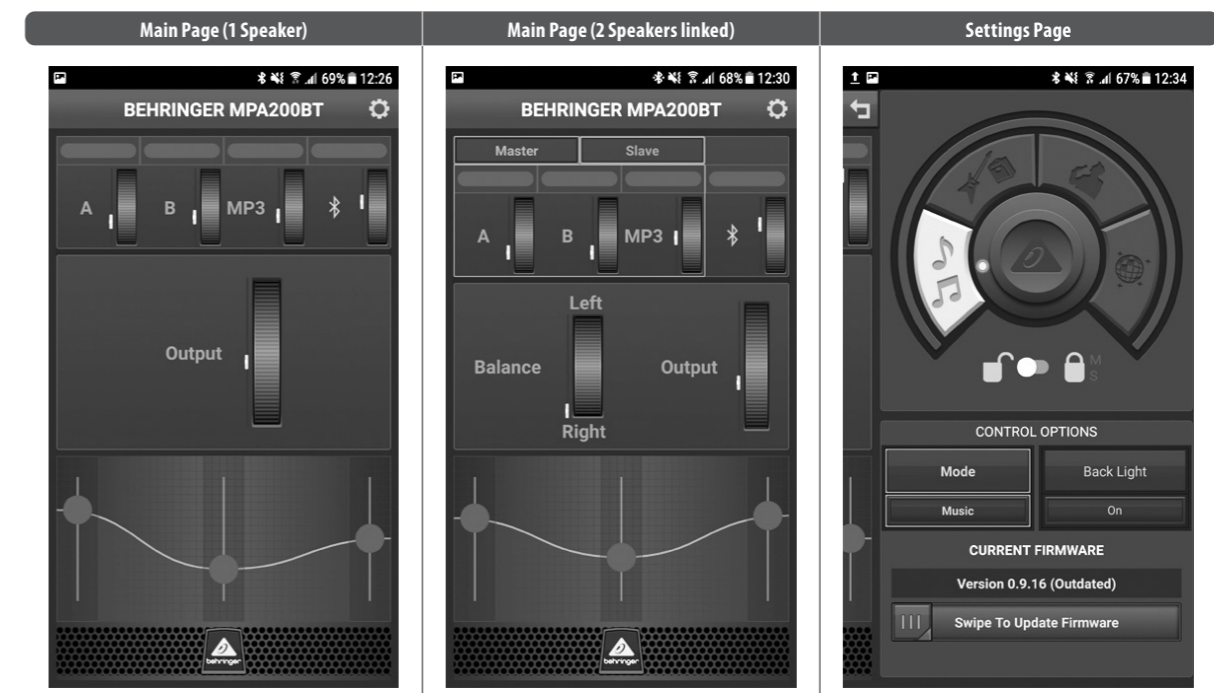 Main Page (1 Speaker)
69% 12:26
BEHRINGER MPA200BT
A B MP3
Output
behringer
Main Page (2 Speakers linked)
68% 12:30
BEHRINGER MPA200BT
Master Slave
A B MP3
Left
Balance Output
Right
behringer
Settings Page
67% 12:34
M
S
CONTROL OPTIONS
Mode Back Light
Music On
CURRENT FIRMWARE
Version 0.9.16 (Outdated)
Swipe To Update Firmware